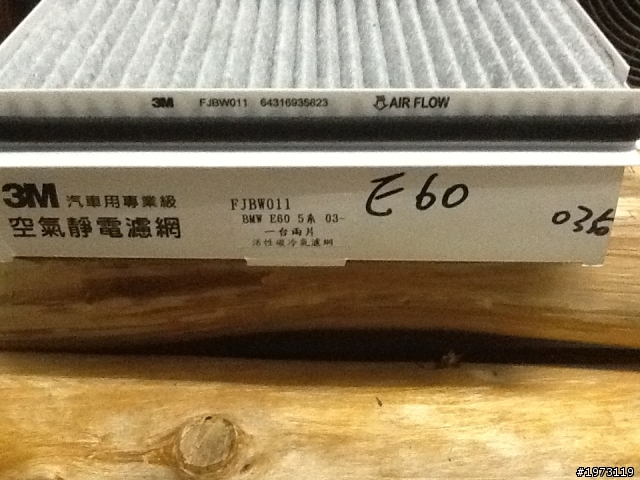 3M FJBW011 64316935823 AIR FLOW
3M 汽車用專業級
空氣靜電濾網
FJBW011
BMW E60 5系 03-
一台兩片
活性碳冷氣濾網
E60
036
#1973119